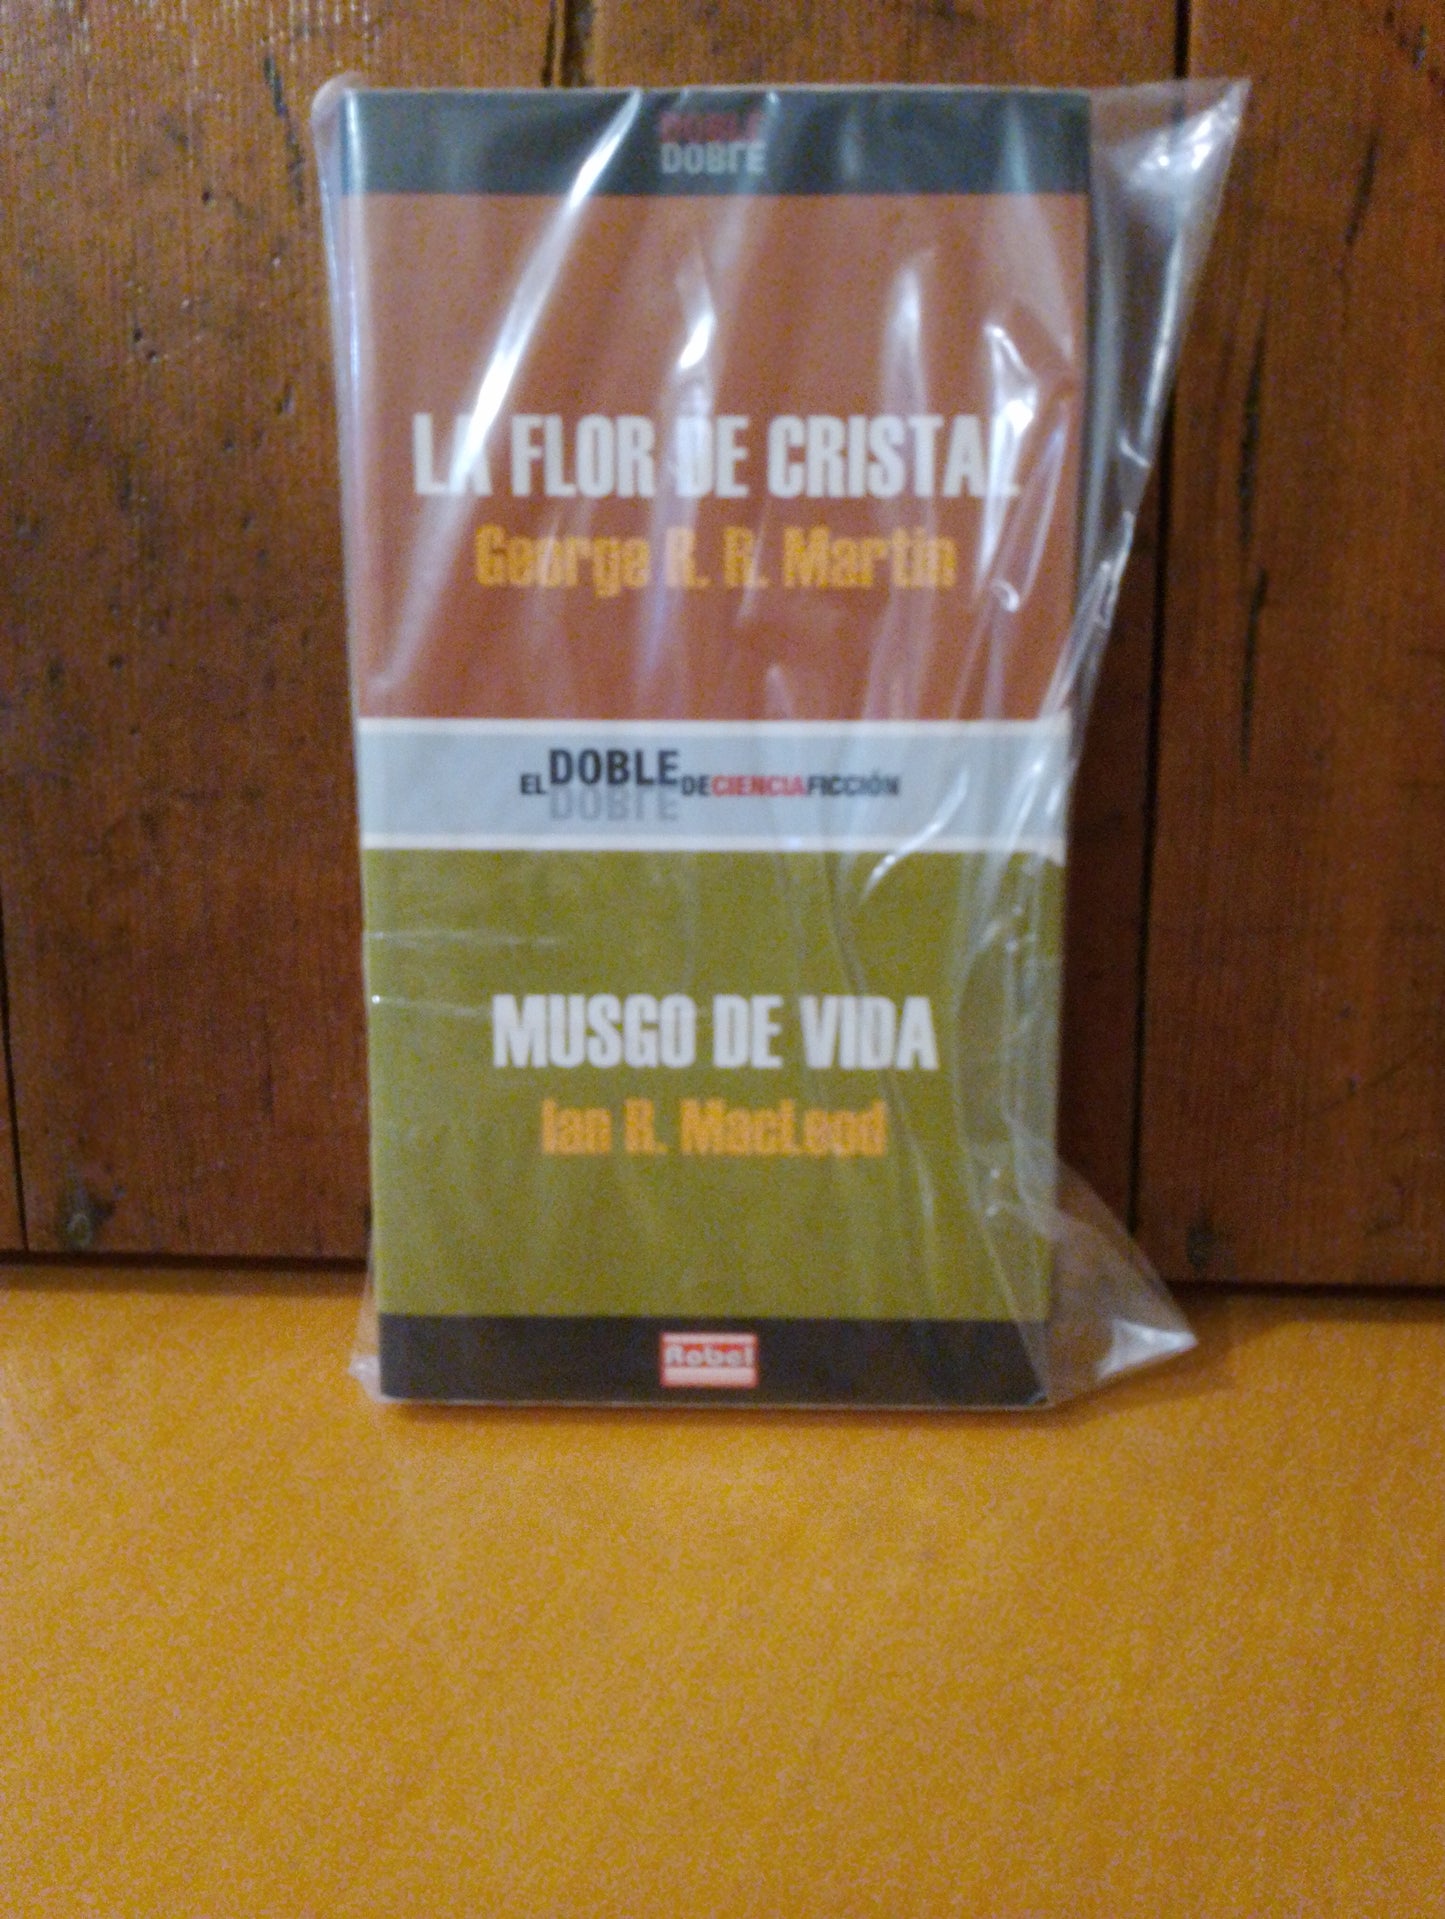 DOBLE
LA FLOR DE CRISTAL
George R. R. Martin
EL DOBLE DE CIENCIA FICCIÓN
MUSGO DE VIDA
Ian R. MacLeod
Robel